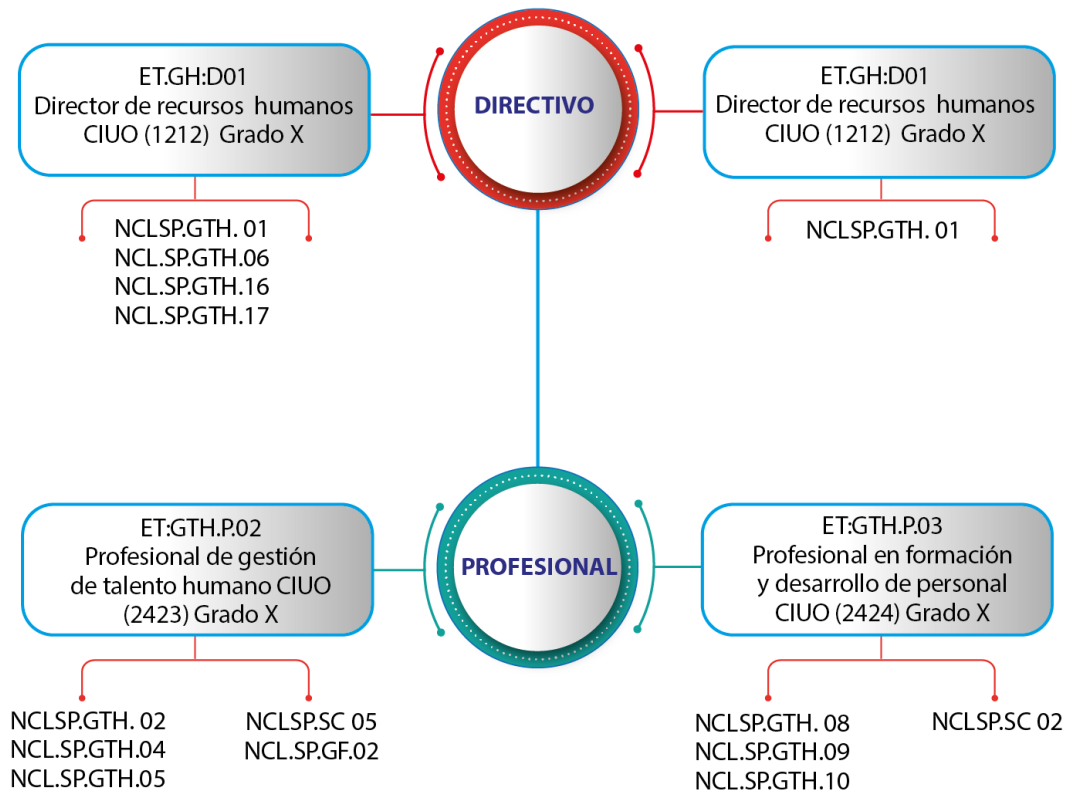 ET.GH:D01
Director de recursos humanos
CIUO (1212) Grado X
NCLSP.GTH. 01
NCL.SP.GTH.06
NCL.SP.GTH.16
NCL.SP.GTH.17
DIRECTIVO
ET.GH:D01
Director de recursos humanos
CIUO (1212) Grado X
NCLSP.GTH. 01
ET:GTH.P.02
Profesional de gestión
de talento humano CIUO
(2423) Grado X
NCLSP.GTH. 02
NCL.SP.GTH.04
NCL.SP.GTH.05
NCLSP.SC 05
NCL.SP.GF.02
PROFESIONAL
ET:GTH.P.03
Profesional en formación
y desarrollo de personal
CIUO (2424) Grado X
NCLSP.GTH. 08
NCL.SP.GTH.09
NCL.SP.GTH.10
NCLSP.SC 02